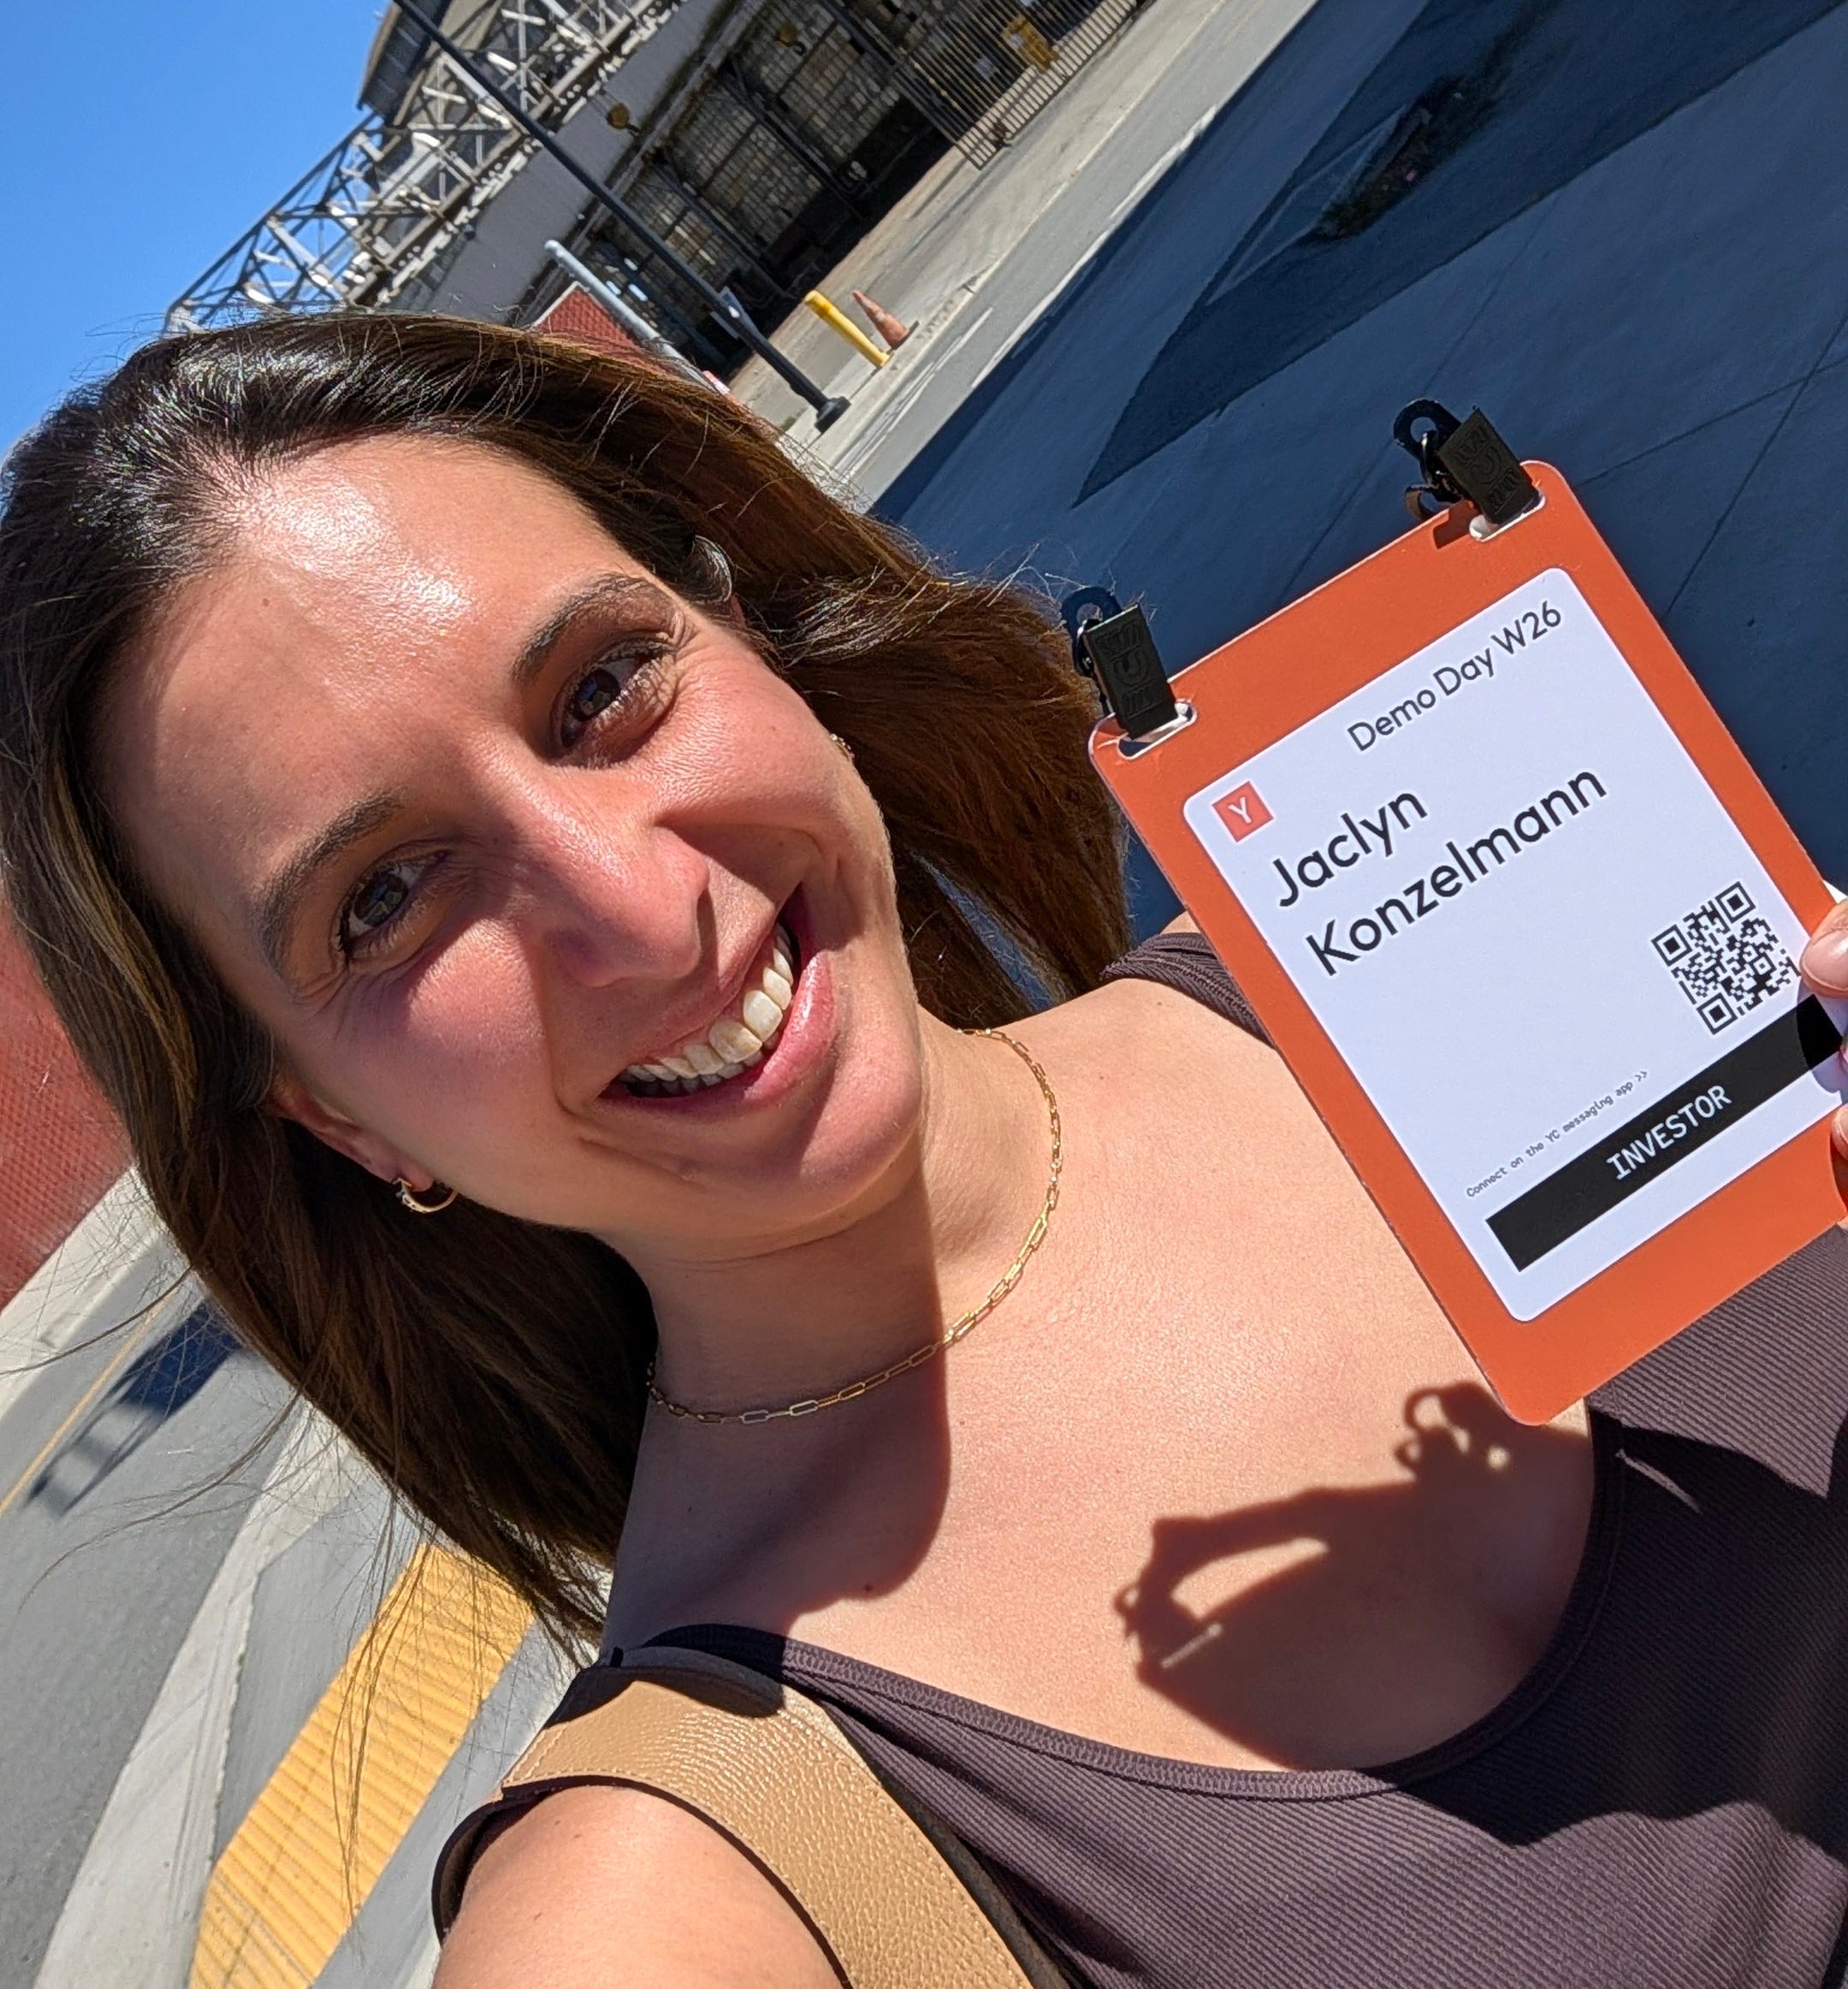 Demo Day W26
Y
Jaclyn
Konzelmann
Connect on the YC messaging app >>
INVESTOR